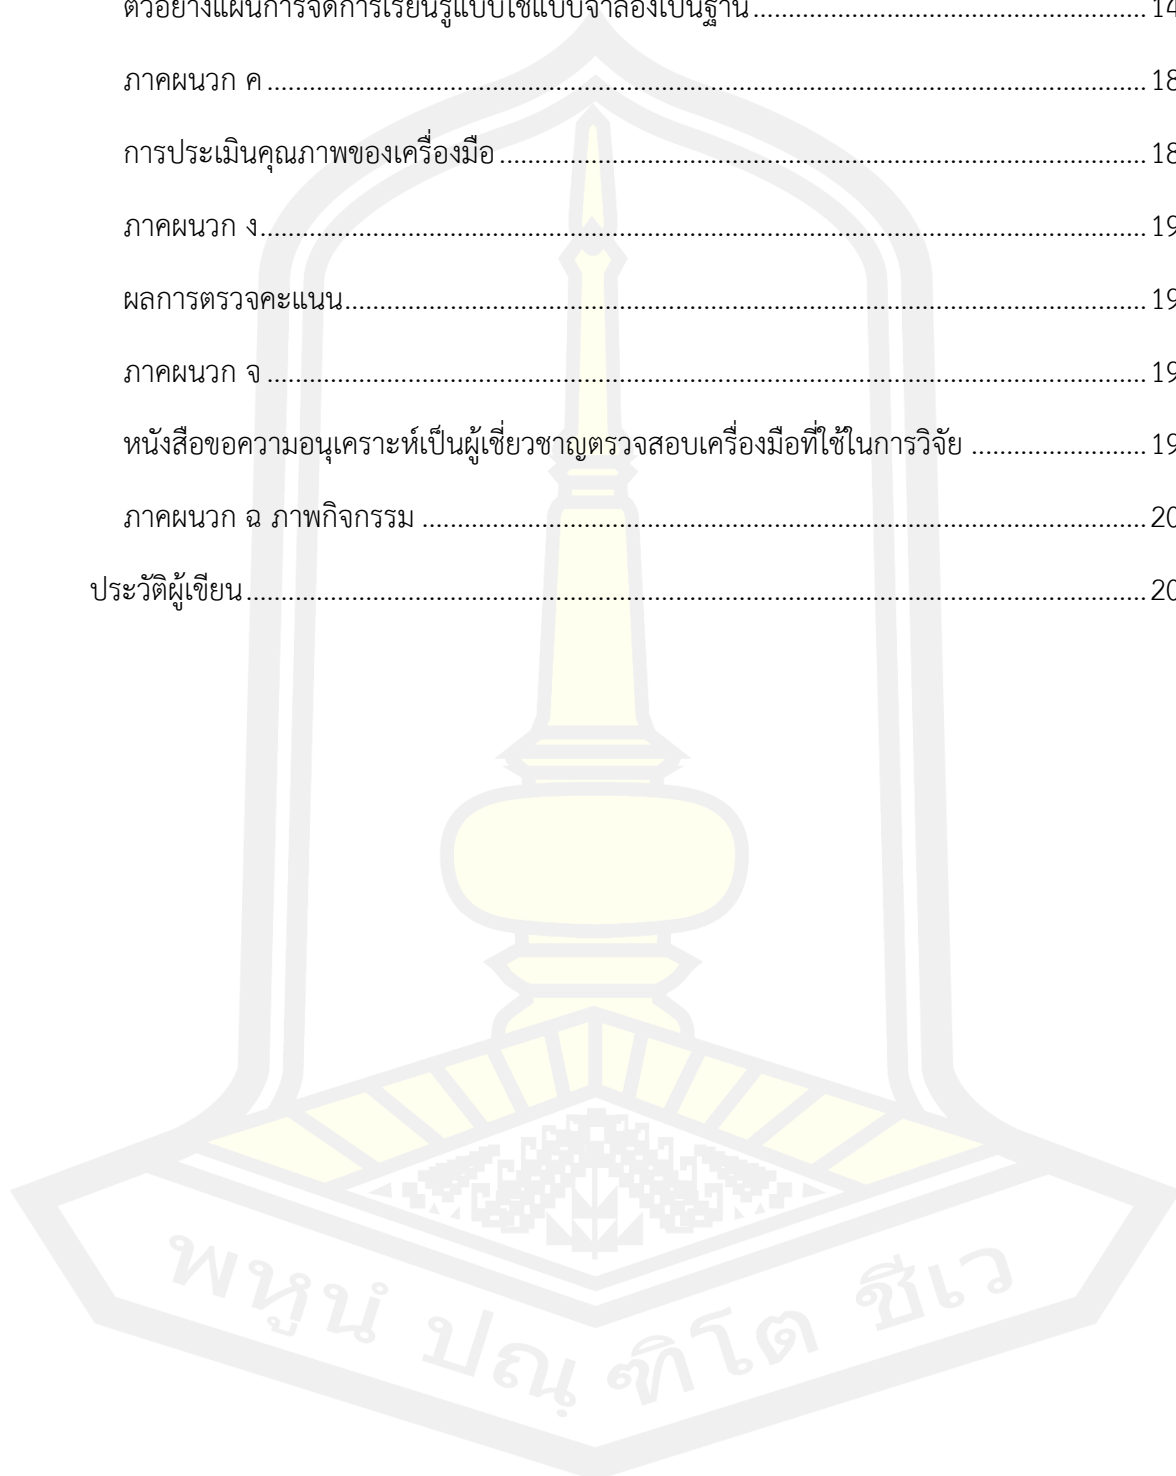 ตัวอย่างแผนการจัดการเรียนรู้แบบใช้แบบจำลองเป็นฐาน ........ 14
ภาคผนวก ค ........ 18
การประเมินคุณภาพของเครื่องมือ ........ 18
ภาคผนวก ง ........ 19
ผลการตรวจคะแนน ........ 19
ภาคผนวก จ ........ 19
หนังสือขอความอนุเคราะห์เป็นผู้เชี่ยวชาญตรวจสอบเครื่องมือที่ใช้ในการวิจัย ........ 19
ภาคผนวก ฉ ภาพกิจกรรม ........ 20
ประวัติผู้เขียน ........ 20
พหูนํ ปณฺฑิโต ชีเว